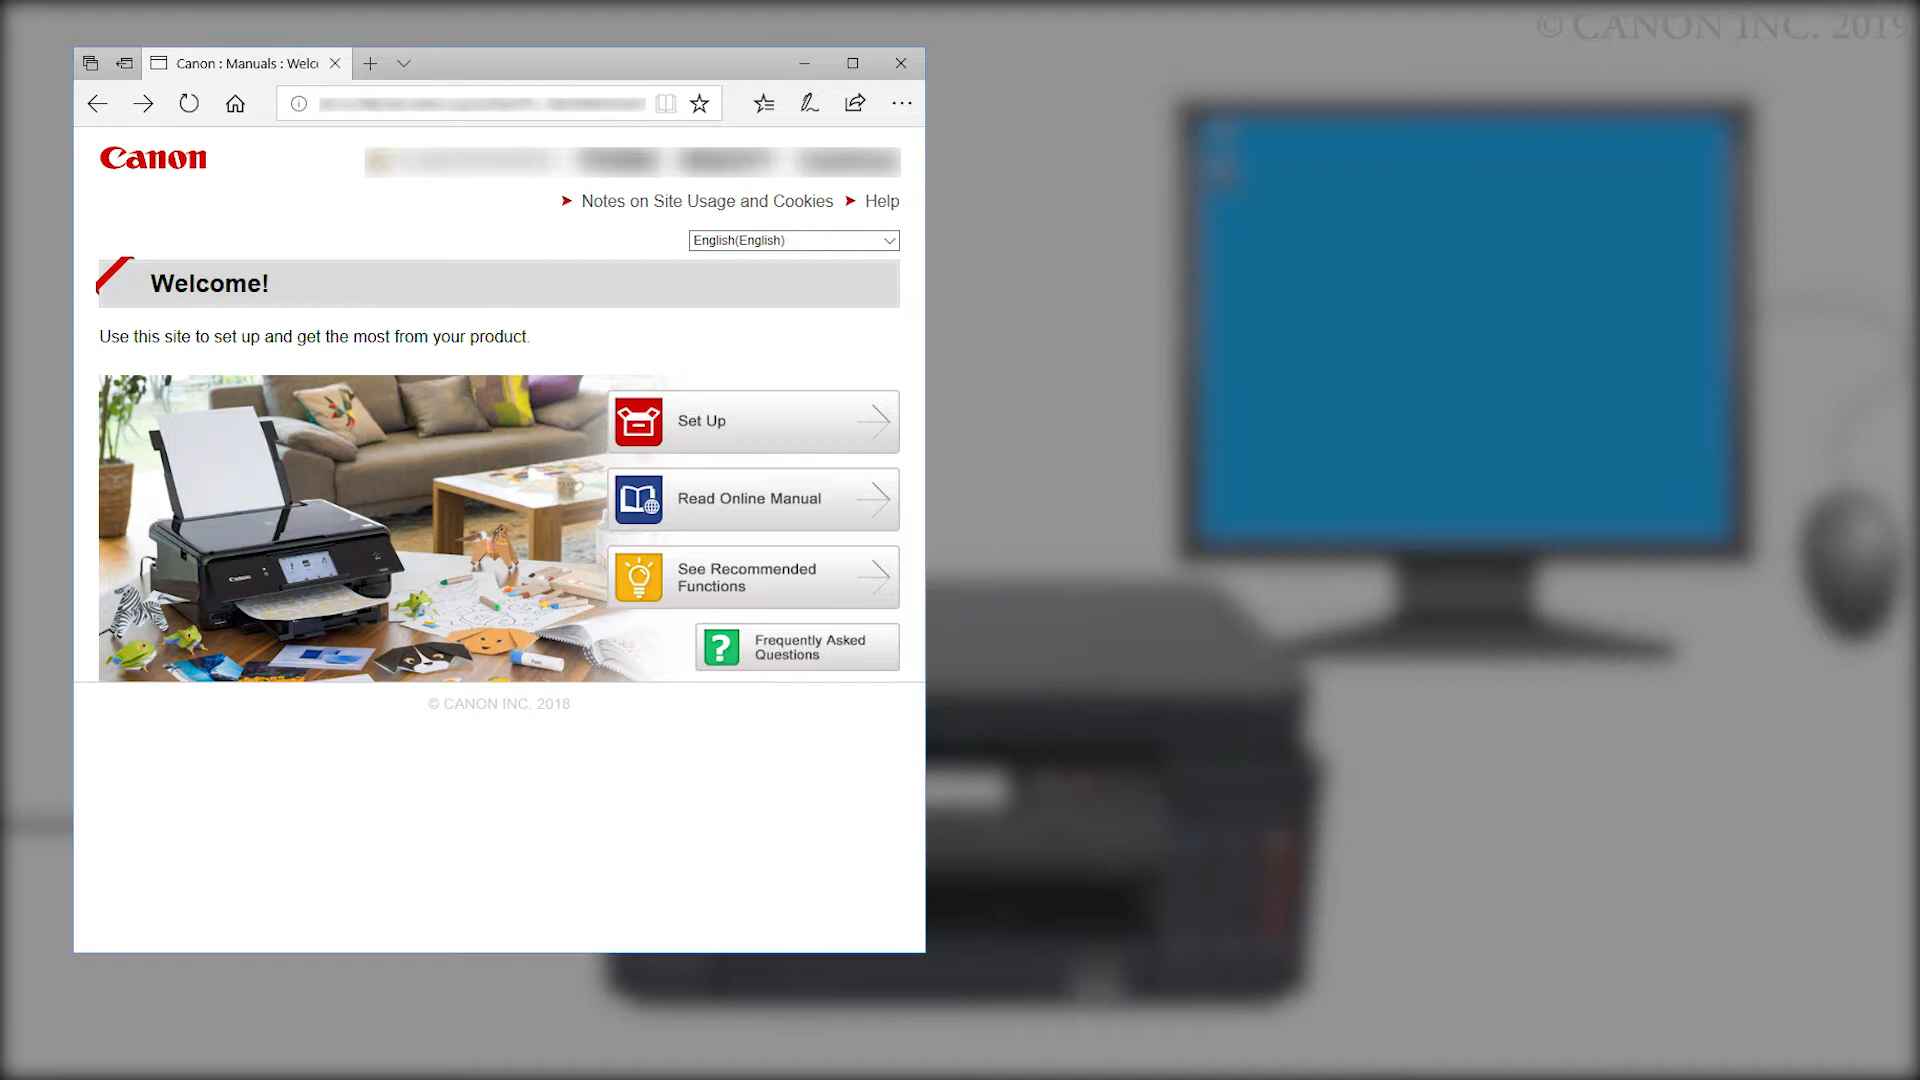 © CANON INC. 2019
Canon : Manuals : Welc
Canon
Notes on Site Usage and Cookies
Help
English(English)
Welcome!
Use this site to set up and get the most from your product.
Set Up
Read Online Manual
See Recommended
Functions
Frequently Asked
Questions
Canon
© CANON INC. 2018